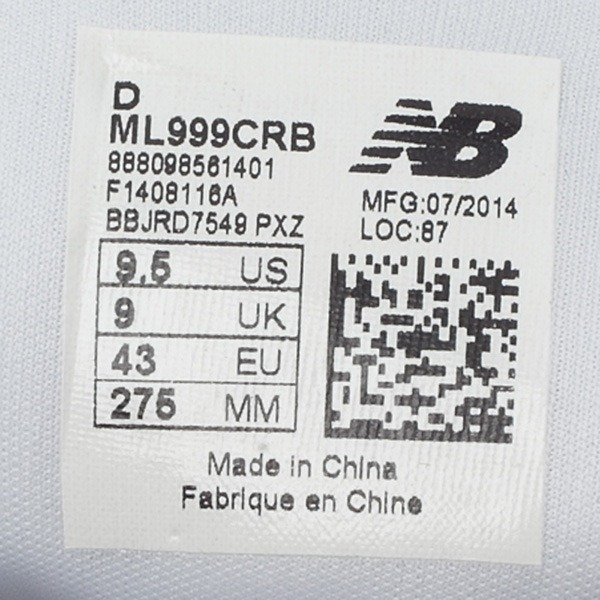 D
ML999CRB
888098561401
F1408116A
BBJRD7549 PXZ
NB
MFG:07/2014
LOC:87
9.5 US
9 UK
43 EU
275 MM
Made in China
Fabrique en Chine